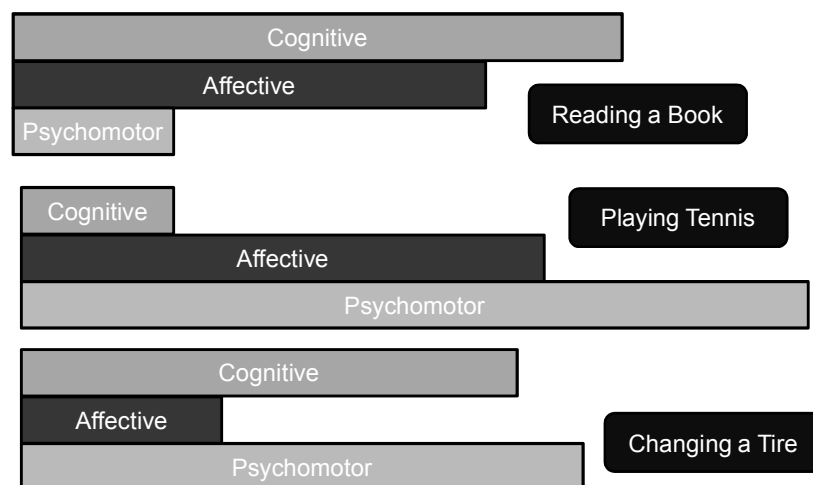 Cognitive
Affective
Psychomotor
Reading a Book
Cognitive
Affective
Psychomotor
Playing Tennis
Cognitive
Affective
Psychomotor
Changing a Tire